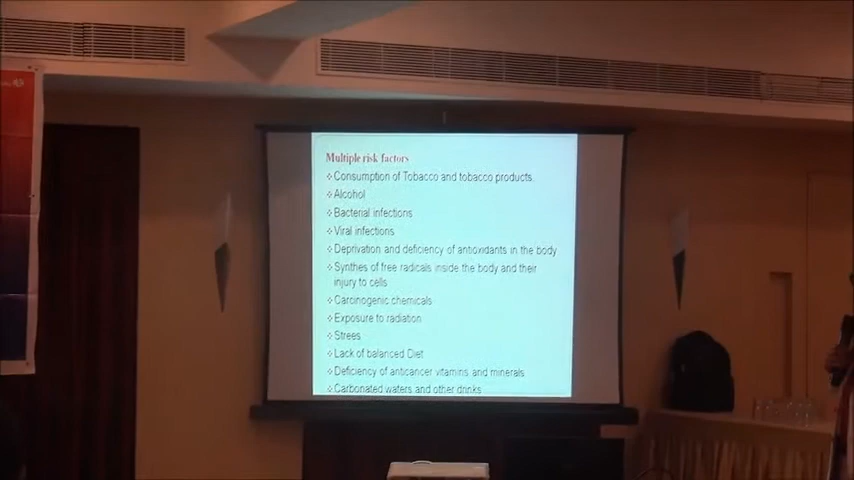 Multiple risk factors
❖Consumption of Tobacco and tobacco products.
❖Alcohol
❖Bacterial infections
❖Viral infections
❖Deprivation and deficiency of antioxidants in the body
❖Synthes of free radicals inside the body and their
injury to cells
❖Carcinogenic chemicals
❖Exposure to radiation
❖Strees
❖Lack of balanced Diet
❖Deficiency of anticancer vitamins and minerals
❖Carbonated waters and other drinks